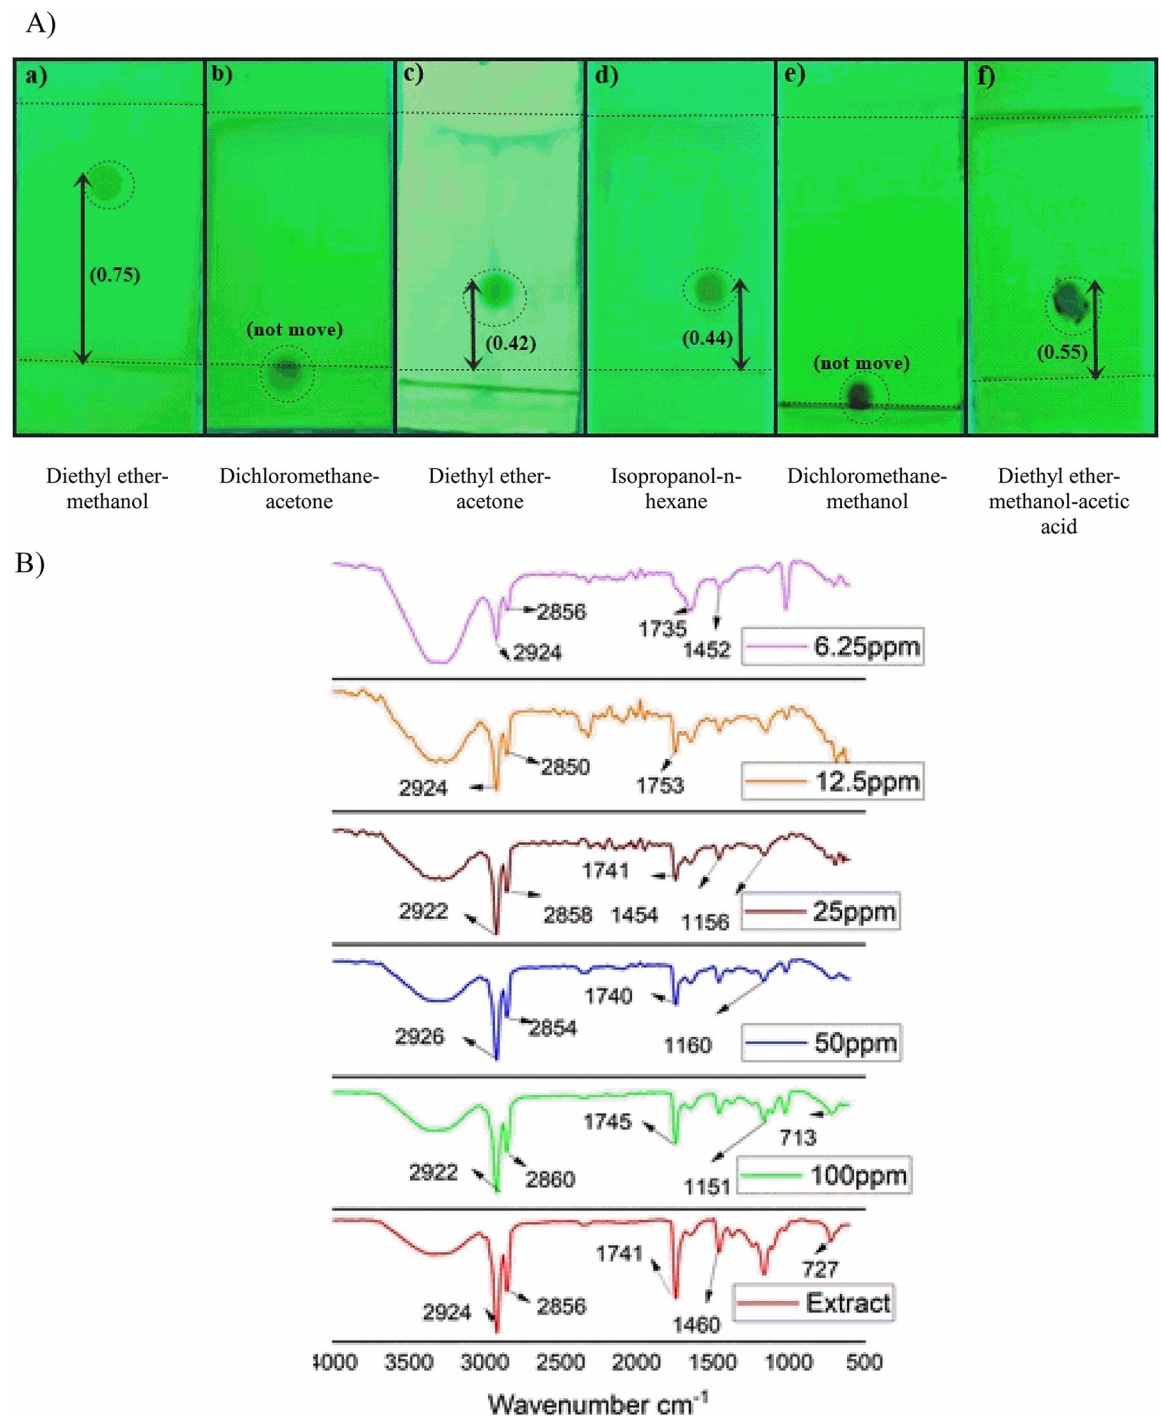 A)
a) b) c) d) e) f)
(0.75)
(not move)
(0.42)
(0.44)
(not move)
(0.55)
Diethyl ether-
methanol
Dichloromethane-
acetone
Diethyl ether-
acetone
Isopropanol-n-
hexane
Dichloromethane-
methanol
Diethyl ether-
methanol-acetic
acid
B)
2856
2924
1735
1452
6.25ppm
2850
2924
1753
12.5ppm
1741
2922
2858
1454
1156
25ppm
1740
2926
2854
1160
50ppm
1745
713
2922
2860
1151
100ppm
1741
727
2924
2856
1460
Extract
4000 3500 3000 2500 2000 1500 1000 500
Wavenumber cm⁻¹